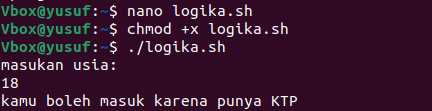 Vbox@yusuf:~$ nano logika.sh
Vbox@yusuf:~$ chmod +x logika.sh
Vbox@yusuf:~$ ./logika.sh
masukan usia:
18
kamu boleh masuk karena punya KTP